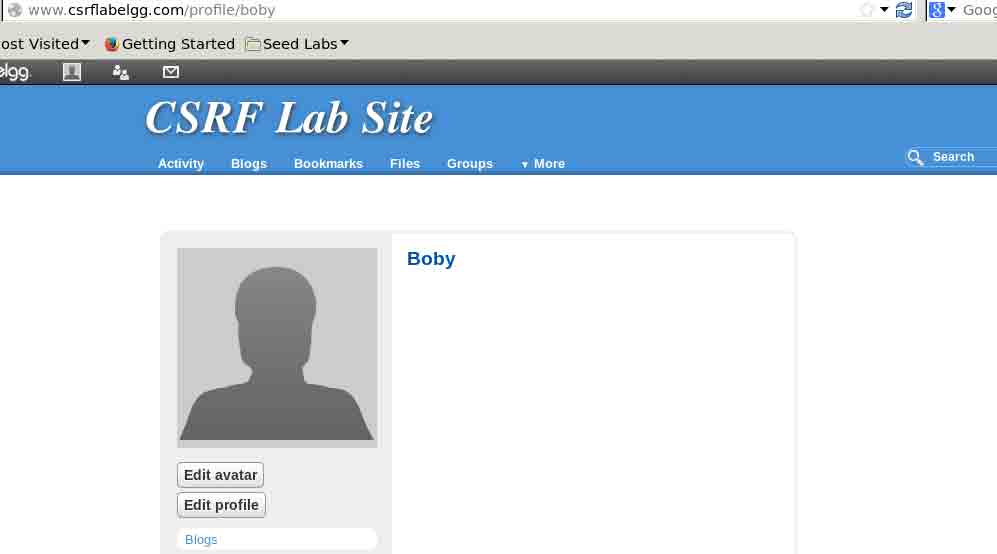 www.csrflabelgg.com/profile/boby Goog
ost Visited Getting Started Seed Labs
elgg
CSRF Lab Site
Activity Blogs Bookmarks Files Groups ▼ More Search
Boby
Edit avatar
Edit profile
Blogs